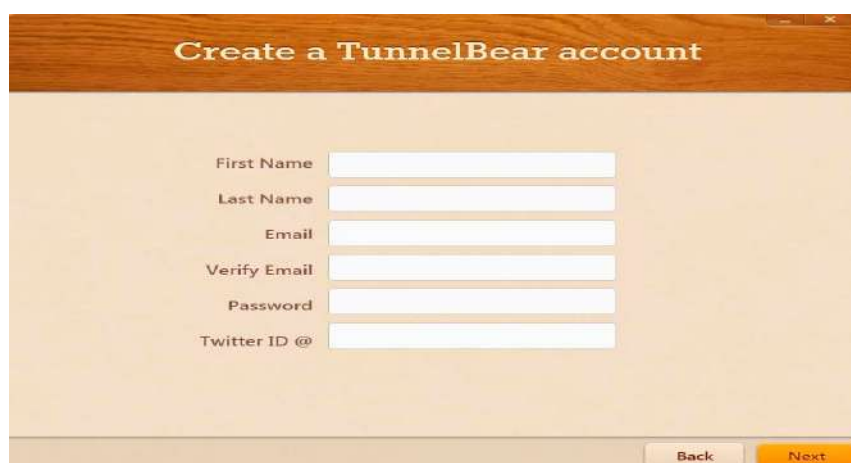 Create a TunnelBear account
First Name
Last Name
Email
Verify Email
Password
Twitter ID @
Back Next